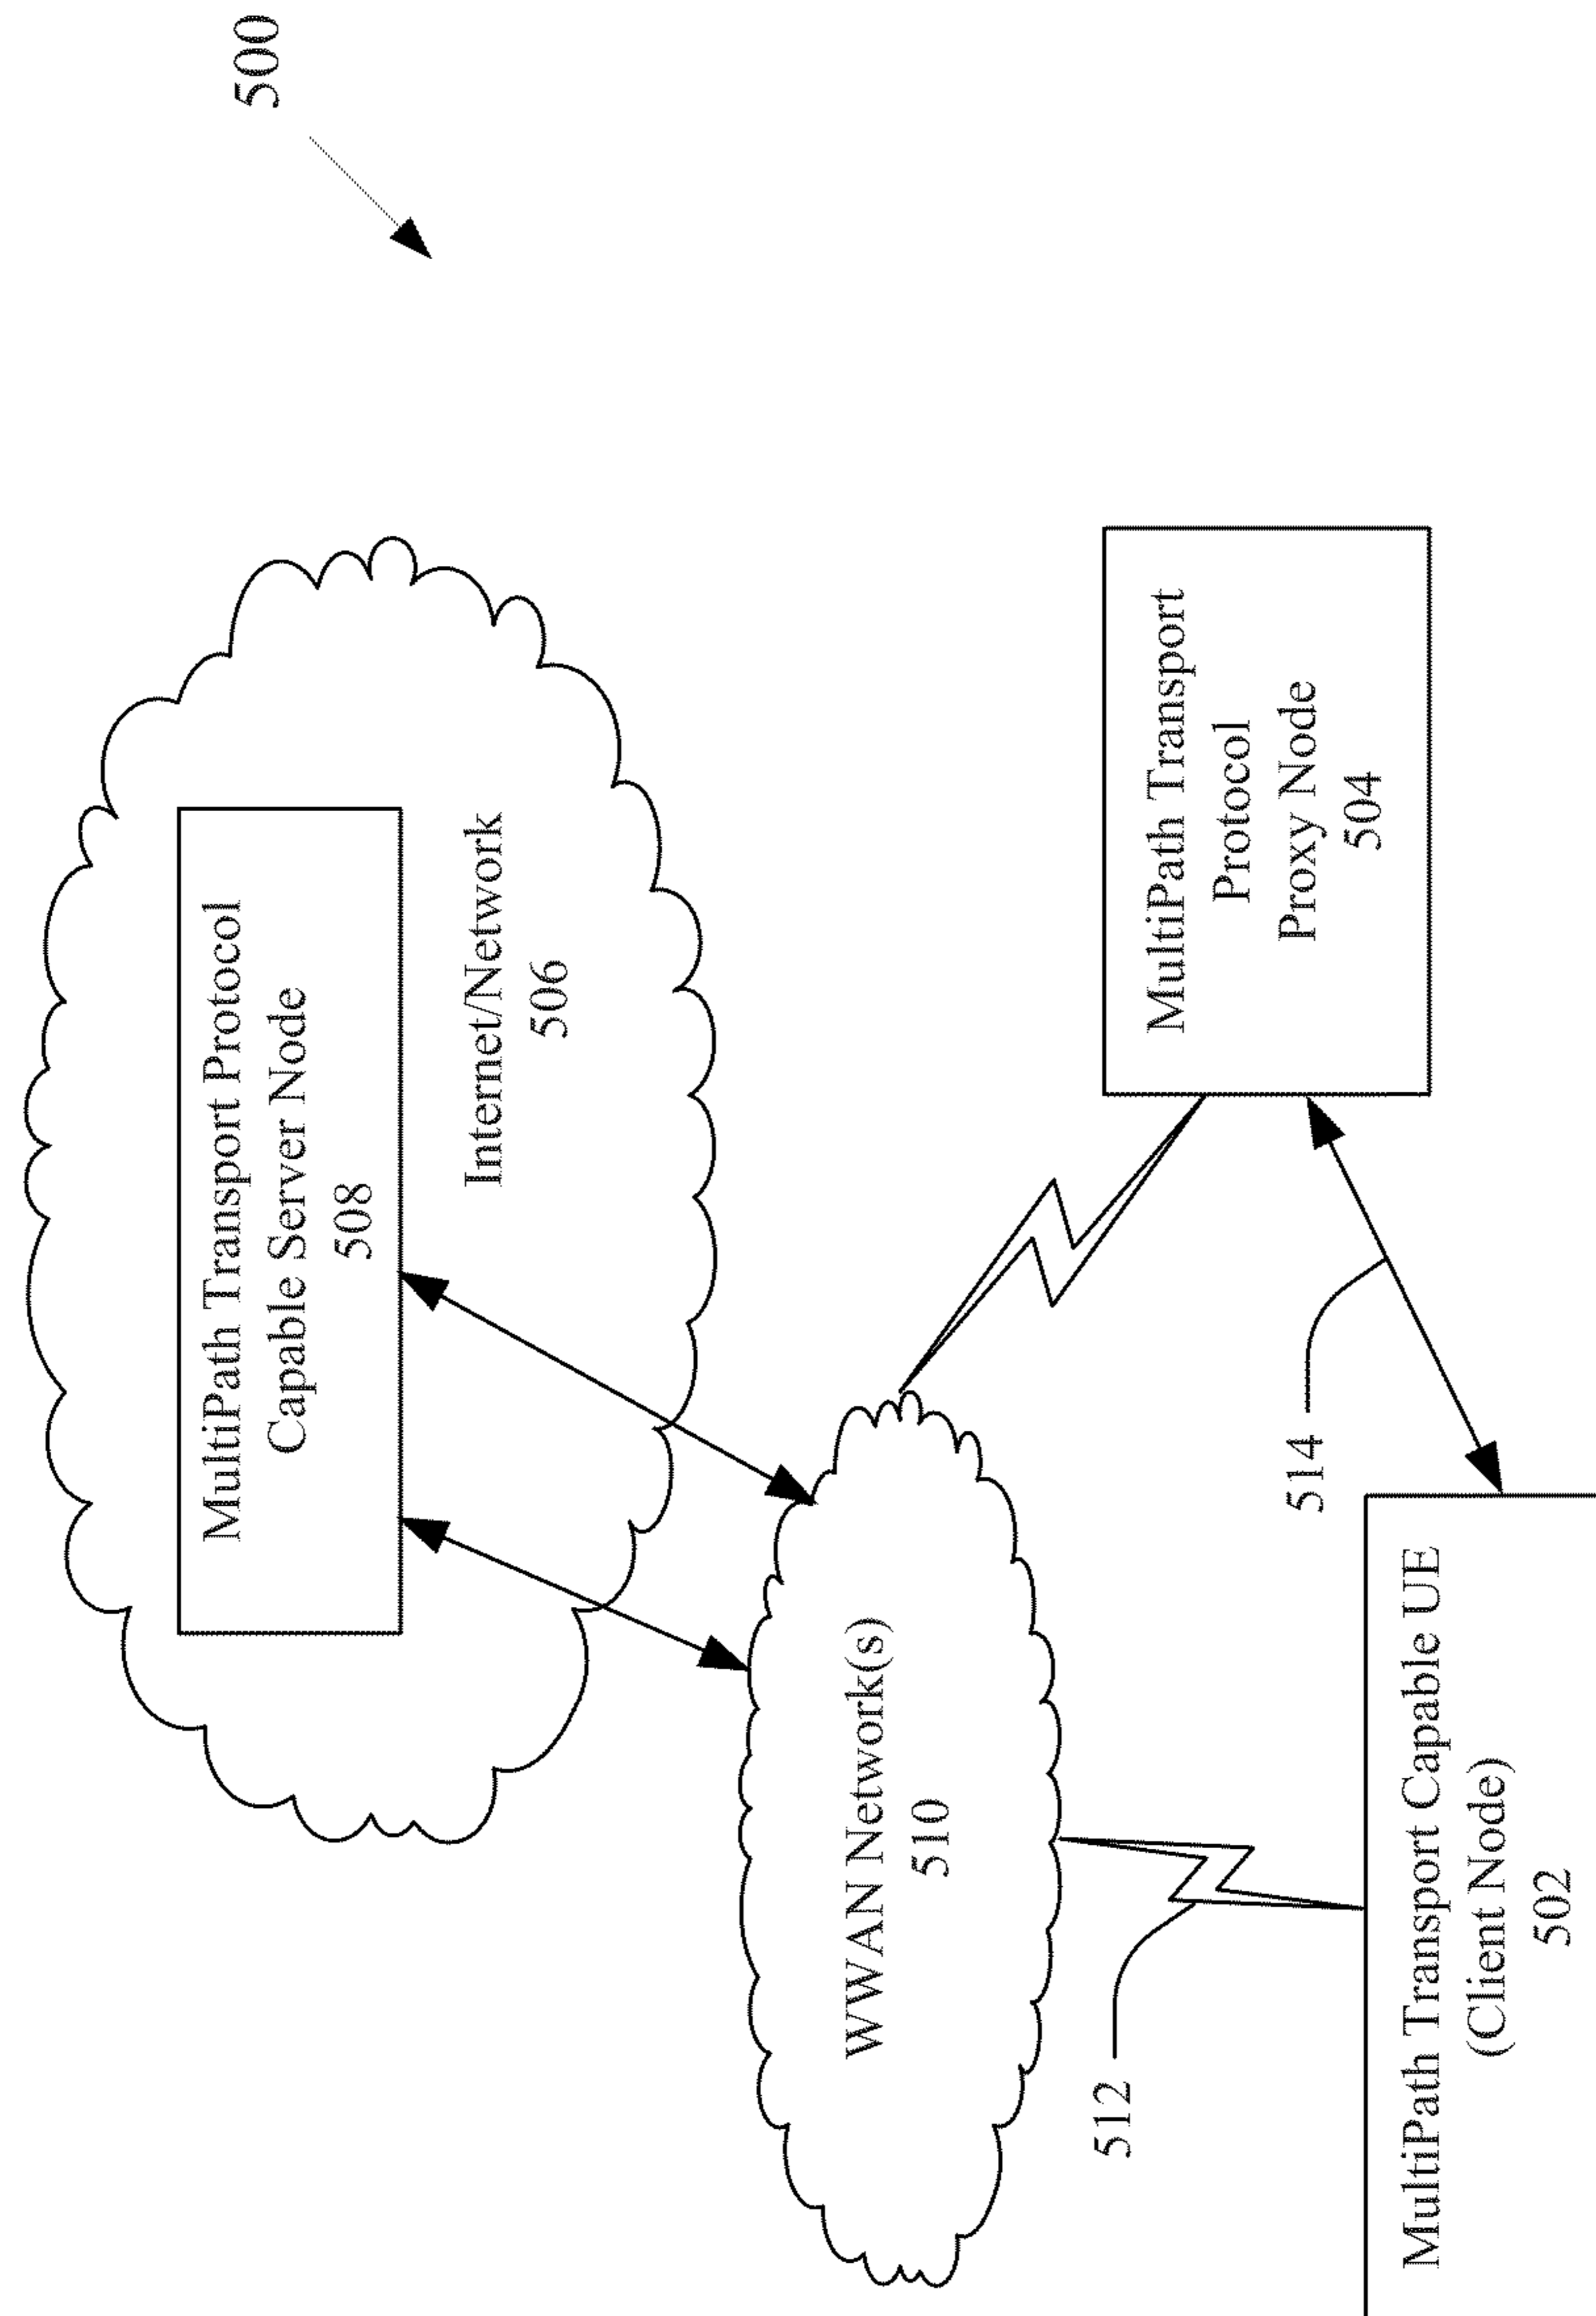 500
MultiPath Transport Protocol
Capable Server Node
508
Internet/Network
506
WWAN Network(s)
510
512
514
MultiPath Transport
Protocol
Proxy Node
504
MultiPath Transport Capable UE
(Client Node)
502